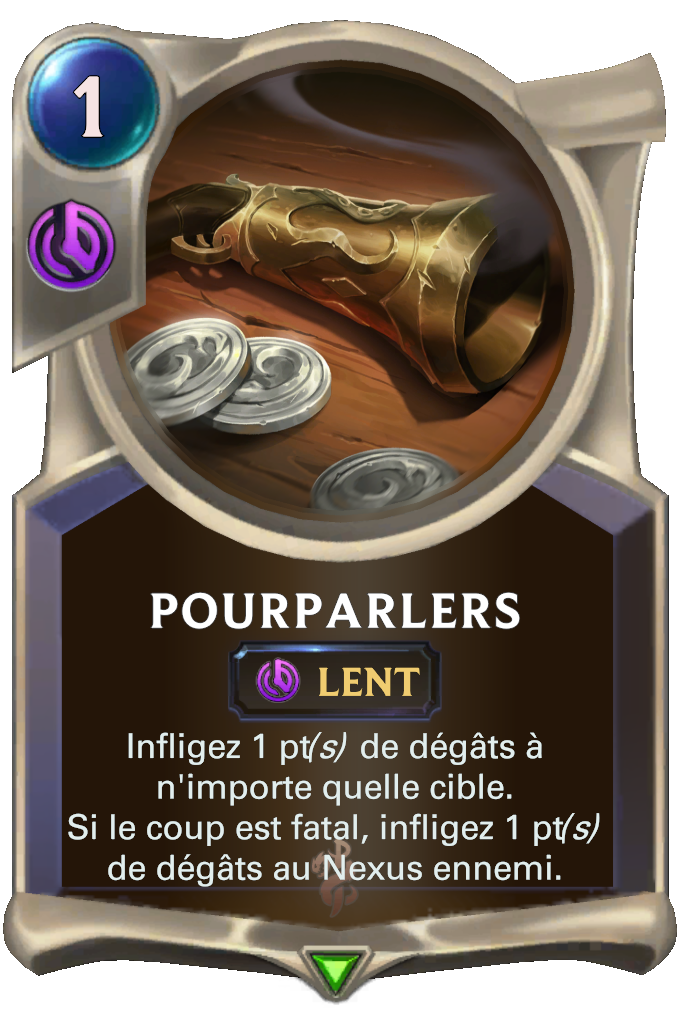 1
POURPARLERS
LENT
Infligez 1 pt(s) de dégâts à
n'importe quelle cible.
Si le coup est fatal, infligez 1 pt(s)
de dégâts au Nexus ennemi.